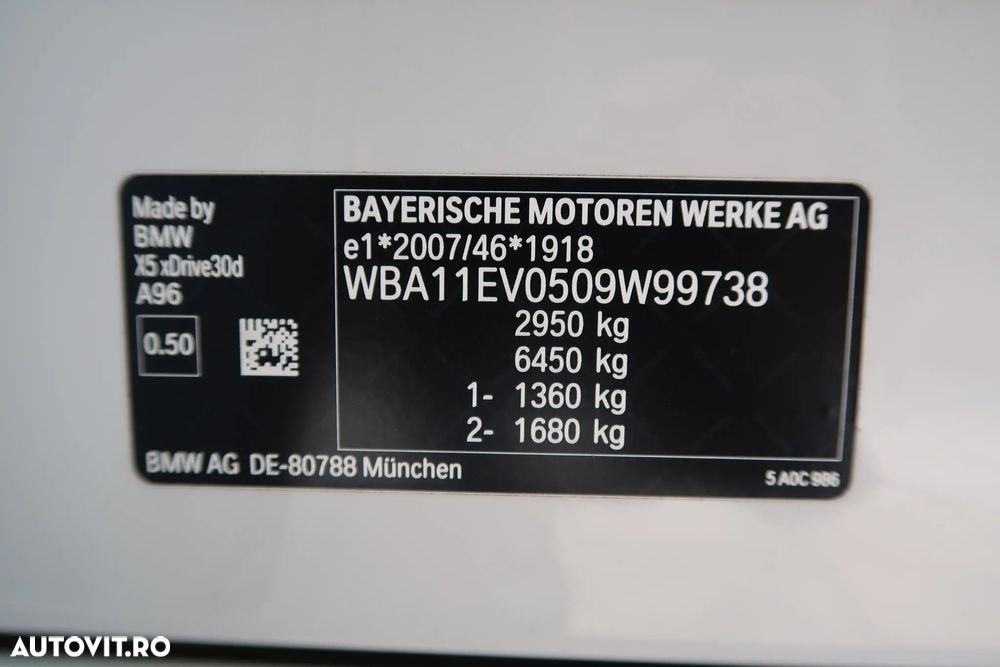 Made by
BMW
X5 xDrive30d
A96
0.50
BAYERISCHE MOTOREN WERKE AG
e1*2007/46*1918
WBA11EV0509W99738
2950 kg
6450 kg
1- 1360 kg
2- 1680 kg
BMW AG DE-80788 München
5 A0C 986
AUTOVIT.RO